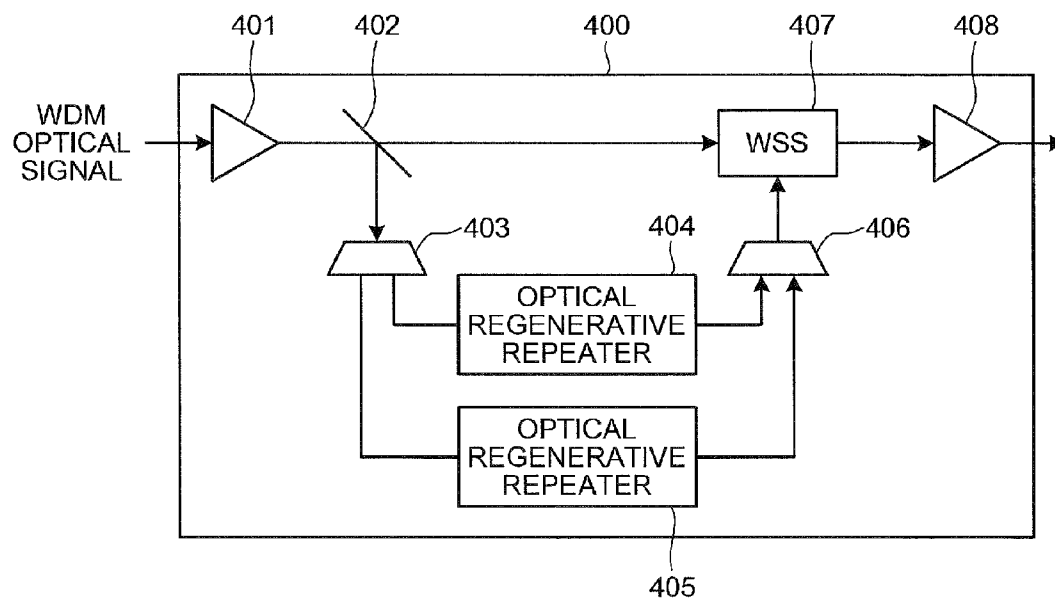 401
402
400
407
408
WDM
OPTICAL
SIGNAL
WSS
403
404
406
OPTICAL
REGENERATIVE
REPEATER
OPTICAL
REGENERATIVE
REPEATER
405